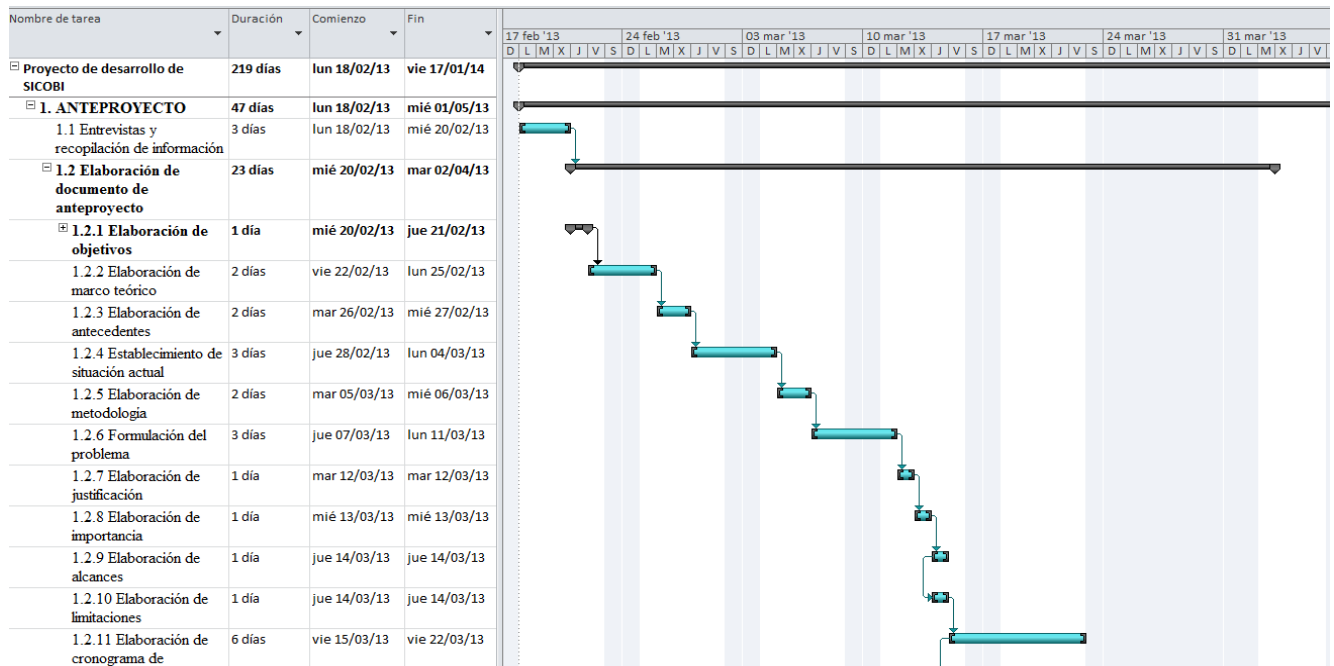 Nombre de tarea Duración Comienzo Fin
17 feb '13 24 feb '13 03 mar '13 10 mar '13 17 mar '13 24 mar '13 31 mar '13
D L M X J V S D L M X J V S D L M X J V S D L M X J V S D L M X J V S D L M X J V S D L M X J V
Proyecto de desarrollo de 219 días lun 18/02/13 vie 17/01/14
SICOBI
1. ANTEPROYECTO 47 días lun 18/02/13 mié 01/05/13
1.1 Entrevistas y 3 días lun 18/02/13 mié 20/02/13
recopilación de información
1.2 Elaboración de 23 días mié 20/02/13 mar 02/04/13
documento de
anteproyecto
1.2.1 Elaboración de 1 día mié 20/02/13 jue 21/02/13
objetivos
1.2.2 Elaboración de 2 días vie 22/02/13 lun 25/02/13
marco teórico
1.2.3 Elaboración de 2 días mar 26/02/13 mié 27/02/13
antecedentes
1.2.4 Establecimiento de 3 días jue 28/02/13 lun 04/03/13
situación actual
1.2.5 Elaboración de 2 días mar 05/03/13 mié 06/03/13
metodologia
1.2.6 Formulación del 3 días jue 07/03/13 lun 11/03/13
problema
1.2.7 Elaboración de 1 día mar 12/03/13 mar 12/03/13
justificación
1.2.8 Elaboración de 1 día mié 13/03/13 mié 13/03/13
importancia
1.2.9 Elaboración de 1 día jue 14/03/13 jue 14/03/13
alcances
1.2.10 Elaboración de 1 día jue 14/03/13 jue 14/03/13
limitaciones
1.2.11 Elaboración de 6 días vie 15/03/13 vie 22/03/13
cronograma de